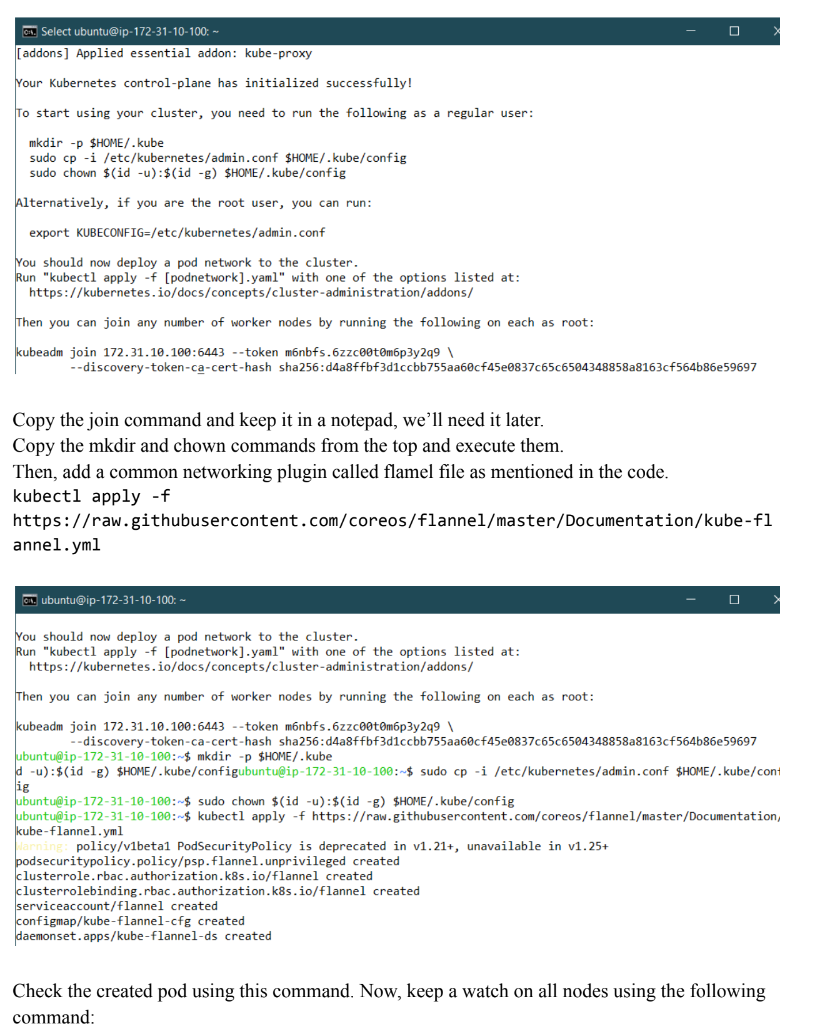 Select ubuntu@ip-172-31-10-100: ~
[addons] Applied essential addon: kube-proxy
Your Kubernetes control-plane has initialized successfully!
To start using your cluster, you need to run the following as a regular user:
mkdir -p $HOME/.kube
sudo cp -i /etc/kubernetes/admin.conf $HOME/.kube/config
sudo chown $(id -u):$(id -g) $HOME/.kube/config
Alternatively, if you are the root user, you can run:
export KUBECONFIG=/etc/kubernetes/admin.conf
You should now deploy a pod network to the cluster.
Run "kubectl apply -f [podnetwork].yaml" with one of the options listed at:
https://kubernetes.io/docs/concepts/cluster-administration/addons/
Then you can join any number of worker nodes by running the following on each as root:
kubeadm join 172.31.10.100:6443 --token m6nbfs.6zzc00t0m6p3y2q9 \
--discovery-token-ca-cert-hash sha256:d4a8ffbf3d1ccbb755aa60cf45e0837c65c6504348858a8163cf564b86e59697
Copy the join command and keep it in a notepad, we’ll need it later.
Copy the mkdir and chown commands from the top and execute them.
Then, add a common networking plugin called flamel file as mentioned in the code.
kubectl apply -f
https://raw.githubusercontent.com/coreos/flannel/master/Documentation/kube-fl
annel.yml
ubuntu@ip-172-31-10-100: ~
You should now deploy a pod network to the cluster.
Run "kubectl apply -f [podnetwork].yaml" with one of the options listed at:
https://kubernetes.io/docs/concepts/cluster-administration/addons/
Then you can join any number of worker nodes by running the following on each as root:
kubeadm join 172.31.10.100:6443 --token m6nbfs.6zzc00t0m6p3y2q9 \
--discovery-token-ca-cert-hash sha256:d4a8ffbf3d1ccbb755aa60cf45e0837c65c6504348858a8163cf564b86e59697
ubuntu@ip-172-31-10-100:~$ mkdir -p $HOME/.kube
d -u):$(id -g) $HOME/.kube/configubuntu@ip-172-31-10-100:~$ sudo cp -i /etc/kubernetes/admin.conf $HOME/.kube/conf
ig
ubuntu@ip-172-31-10-100:~$ sudo chown $(id -u):$(id -g) $HOME/.kube/config
ubuntu@ip-172-31-10-100:~$ kubectl apply -f https://raw.githubusercontent.com/coreos/flannel/master/Documentation/
kube-flannel.yml
Warning: policy/v1beta1 PodSecurityPolicy is deprecated in v1.21+, unavailable in v1.25+
podsecuritypolicy.policy/psp.flannel.unprivileged created
clusterrole.rbac.authorization.k8s.io/flannel created
clusterrolebinding.rbac.authorization.k8s.io/flannel created
serviceaccount/flannel created
configmap/kube-flannel-cfg created
daemonset.apps/kube-flannel-ds created
Check the created pod using this command. Now, keep a watch on all nodes using the following
command: